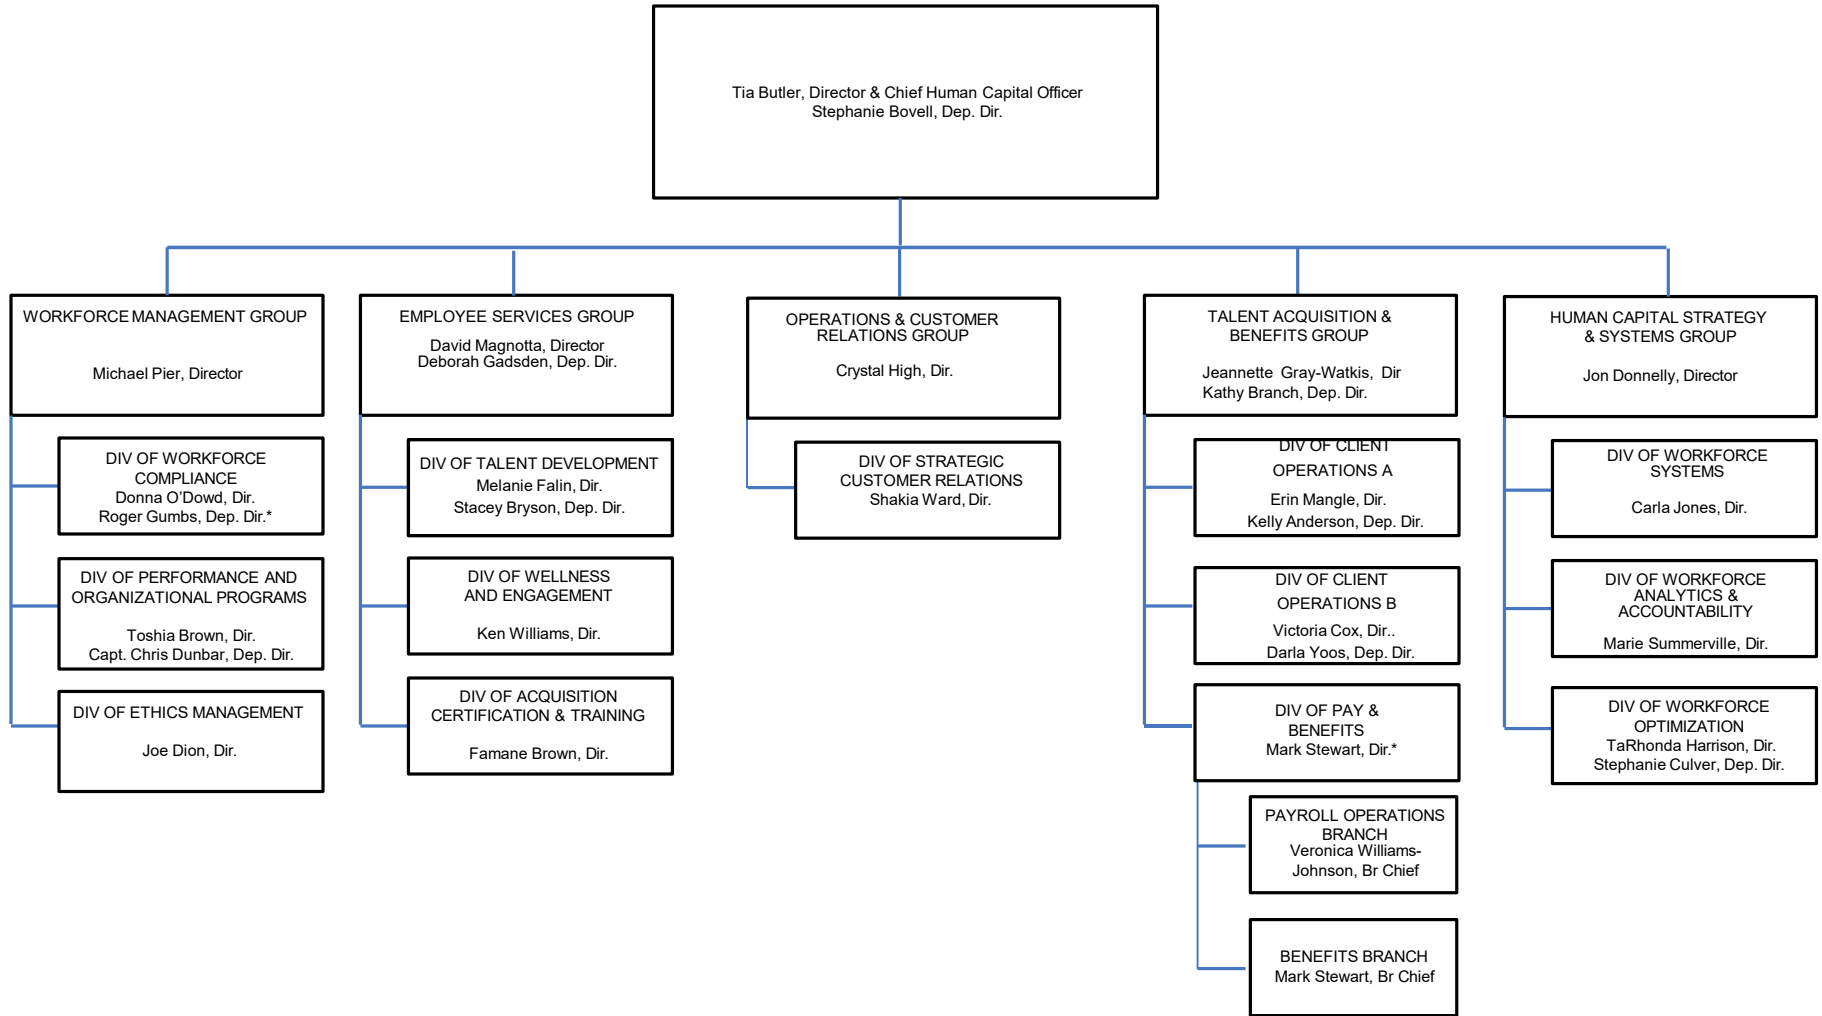 Tia Butler, Director & Chief Human Capital Officer
Stephanie Bovell, Dep. Dir.
WORKFORCE MANAGEMENT GROUP
Michael Pier, Director
DIV OF WORKFORCE
COMPLIANCE
Donna O’Dowd, Dir.
Roger Gumbs, Dep. Dir.*
DIV OF PERFORMANCE AND
ORGANIZATIONAL PROGRAMS
Toshia Brown, Dir.
Capt. Chris Dunbar, Dep. Dir.
DIV OF ETHICS MANAGEMENT
Joe Dion, Dir.
EMPLOYEE SERVICES GROUP
David Magnotta, Director
Deborah Gadsden, Dep. Dir.
DIV OF TALENT DEVELOPMENT
Melanie Falin, Dir.
Stacey Bryson, Dep. Dir.
DIV OF WELLNESS
AND ENGAGEMENT
Ken Williams, Dir.
DIV OF ACQUISITION
CERTIFICATION & TRAINING
Famane Brown, Dir.
OPERATIONS & CUSTOMER
RELATIONS GROUP
Crystal High, Dir.
DIV OF STRATEGIC
CUSTOMER RELATIONS
Shakia Ward, Dir.
TALENT ACQUISITION &
BENEFITS GROUP
Jeannette Gray-Watkis, Dir
Kathy Branch, Dep. Dir.
DIV OF CLIENT
OPERATIONS A
Erin Mangle, Dir.
Kelly Anderson, Dep. Dir.
DIV OF CLIENT
OPERATIONS B
Victoria Cox, Dir..
Darla Yoos, Dep. Dir.
DIV OF PAY &
BENEFITS
Mark Stewart, Dir.*
PAYROLL OPERATIONS
BRANCH
Veronica Williams-
Johnson, Br Chief
BENEFITS BRANCH
Mark Stewart, Br Chief
HUMAN CAPITAL STRATEGY
& SYSTEMS GROUP
Jon Donnelly, Director
DIV OF WORKFORCE
SYSTEMS
Carla Jones, Dir.
DIV OF WORKFORCE
ANALYTICS &
ACCOUNTABILITY
Marie Summerville, Dir.
DIV OF WORKFORCE
OPTIMIZATION
TaRhonda Harrison, Dir.
Stephanie Culver, Dep. Dir.